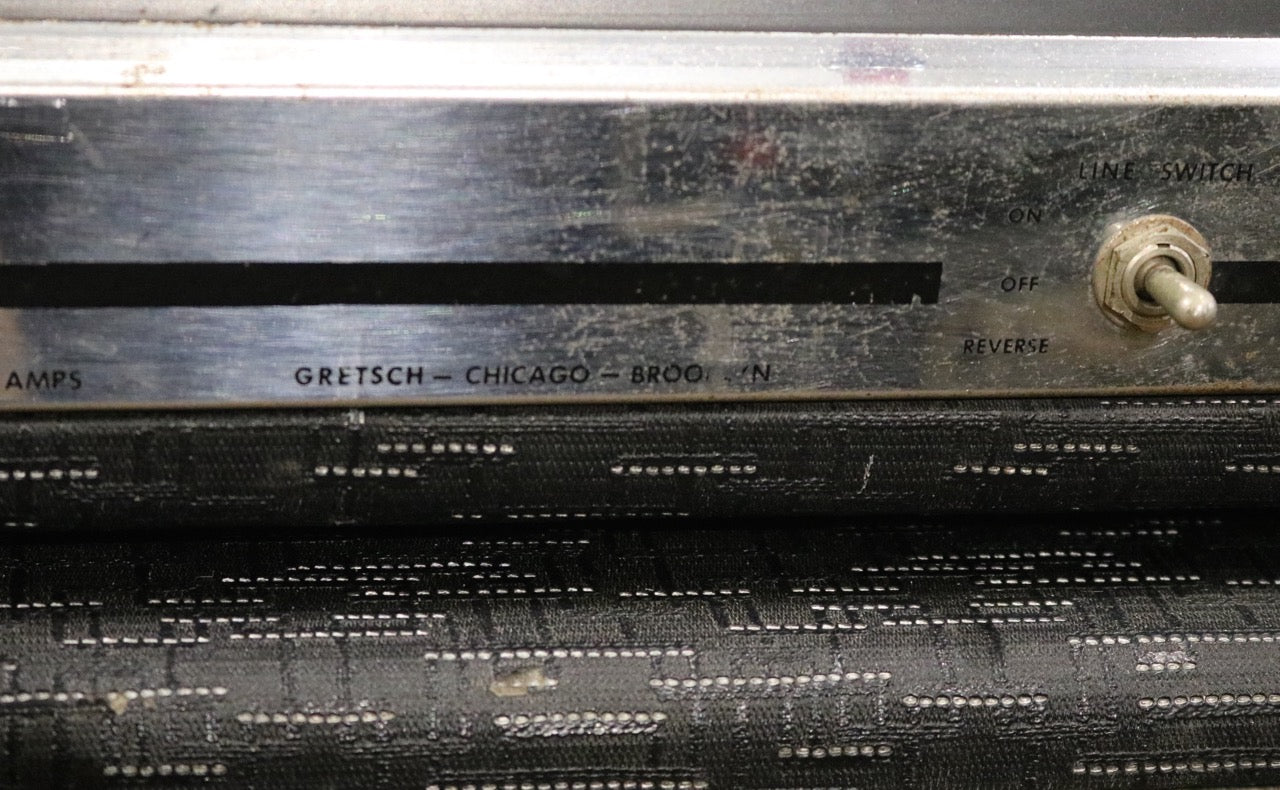 LINE SWITCH
ON
OFF
REVERSE
AMPS
GRETSCH — CHICAGO —